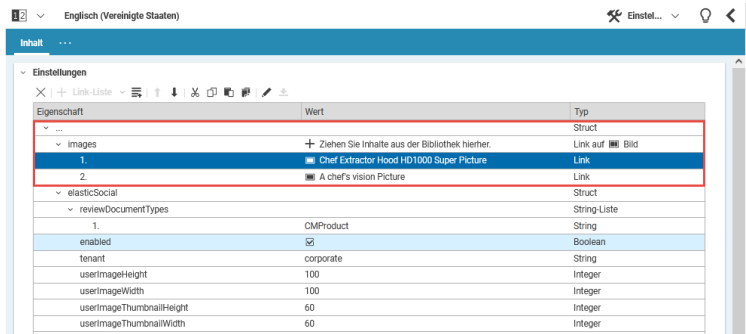 12 Englisch (Vereinigte Staaten) Einstel...
Inhalt ...
Einstellungen
Link-Liste
Eigenschaft Wert Typ
... Struct
images Ziehen Sie Inhalte aus der Bibliothek hierher. Link auf Bild
1. Chef Extractor Hood HD1000 Super Picture Link
2. A chef's vision Picture Link
elasticSocial Struct
reviewDocumentTypes String-Liste
1. CMProduct String
enabled Boolean
tenant corporate String
userImageHeight 100 Integer
userImageWidth 100 Integer
userImageThumbnailHeight 60 Integer
userImageThumbnailWidth 60 Integer